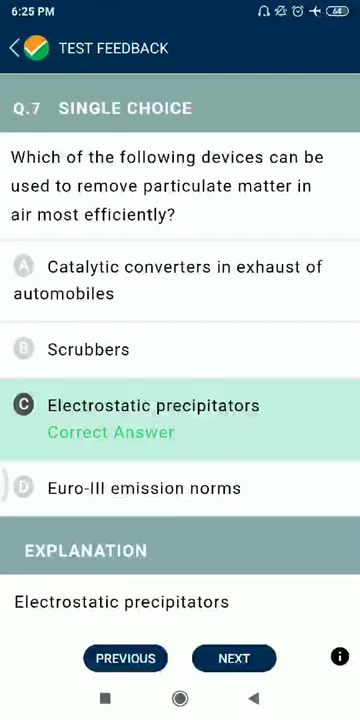 6:25 PM
64
TEST FEEDBACK
Q.7 SINGLE CHOICE
Which of the following devices can be
used to remove particulate matter in
air most efficiently?
A Catalytic converters in exhaust of
automobiles
B Scrubbers
C Electrostatic precipitators
Correct Answer
D Euro-III emission norms
EXPLANATION
Electrostatic precipitators
PREVIOUS
NEXT